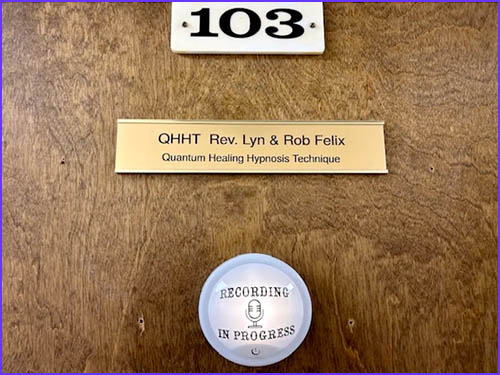 103
QHHT Rev. Lyn & Rob Felix
Quantum Healing Hypnosis Technique
RECORDING
IN PROGRESS